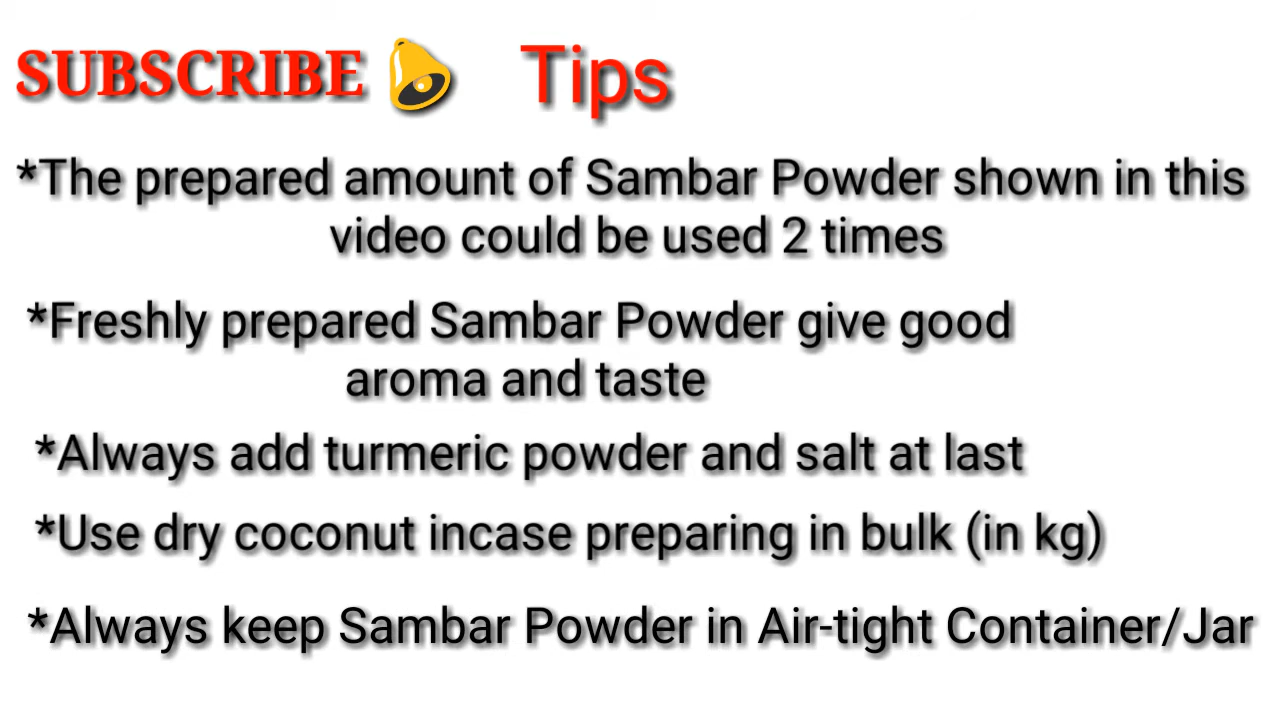 SUBSCRIBE Tips
*The prepared amount of Sambar Powder shown in this
video could be used 2 times
*Freshly prepared Sambar Powder give good
aroma and taste
*Always add turmeric powder and salt at last
*Use dry coconut incase preparing in bulk (in kg)
*Always keep Sambar Powder in Air-tight Container/Jar